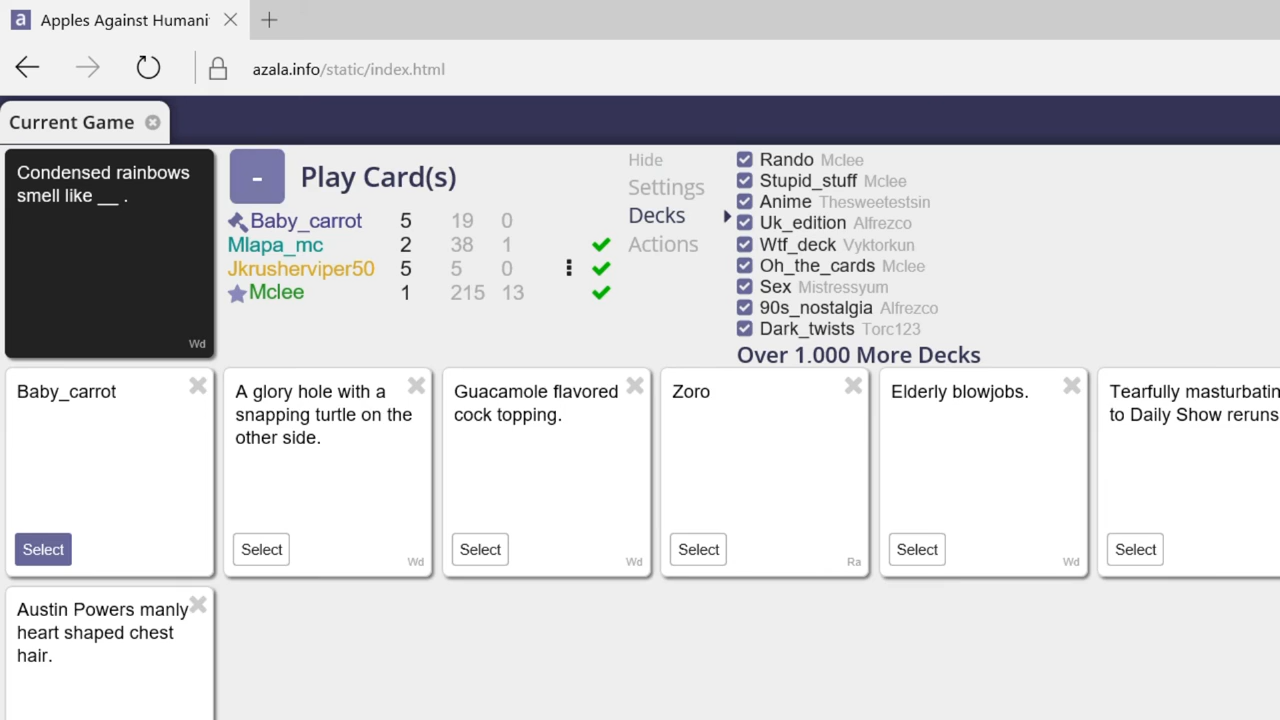 Apples Against Humani
azala.info/static/index.html
Current Game
Condensed rainbows
smell like __ .
Wd
-
Play Card(s)
Baby_carrot 5 19 0
Mlapa_mc 2 38 1
Jkrusherviper50 5 5 0
Mclee 1 215 13
Hide
Settings
Decks
Actions
Rando Mclee
Stupid_stuff Mclee
Anime Thesweetestsin
Uk_edition Alfrezco
Wtf_deck Vyktorkun
Oh_the_cards Mclee
Sex Mistressyum
90s_nostalgia Alfrezco
Dark_twists Torc123
Over 1,000 More Decks
Baby_carrot
Select
A glory hole with a
snapping turtle on the
other side.
Select
Wd
Guacamole flavored
cock topping.
Select
Wd
Zoro
Select
Ra
Elderly blowjobs.
Select
Wd
Tearfully masturbatin
to Daily Show reruns
Select
Austin Powers manly
heart shaped chest
hair.